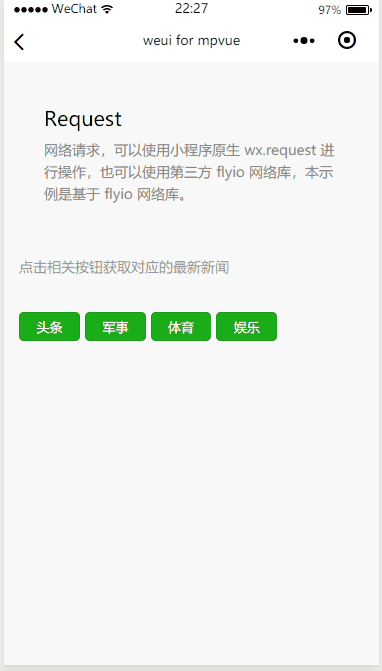 ●●●●● WeChat 22:27 97%
weui for mpvue
Request
网络请求，可以使用小程序原生 wx.request 进
行操作，也可以使用第三方 flyio 网络库，本示
例是基于 flyio 网络库。
点击相关按钮获取对应的最新新闻
头条 军事 体育 娱乐